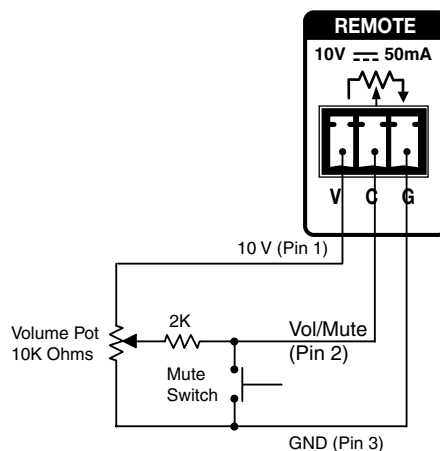 REMOTE
10V 50mA
V C G
10 V (Pin 1)
2K
Vol/Mute
(Pin 2)
Volume Pot
10K Ohms
Mute
Switch
GND (Pin 3)